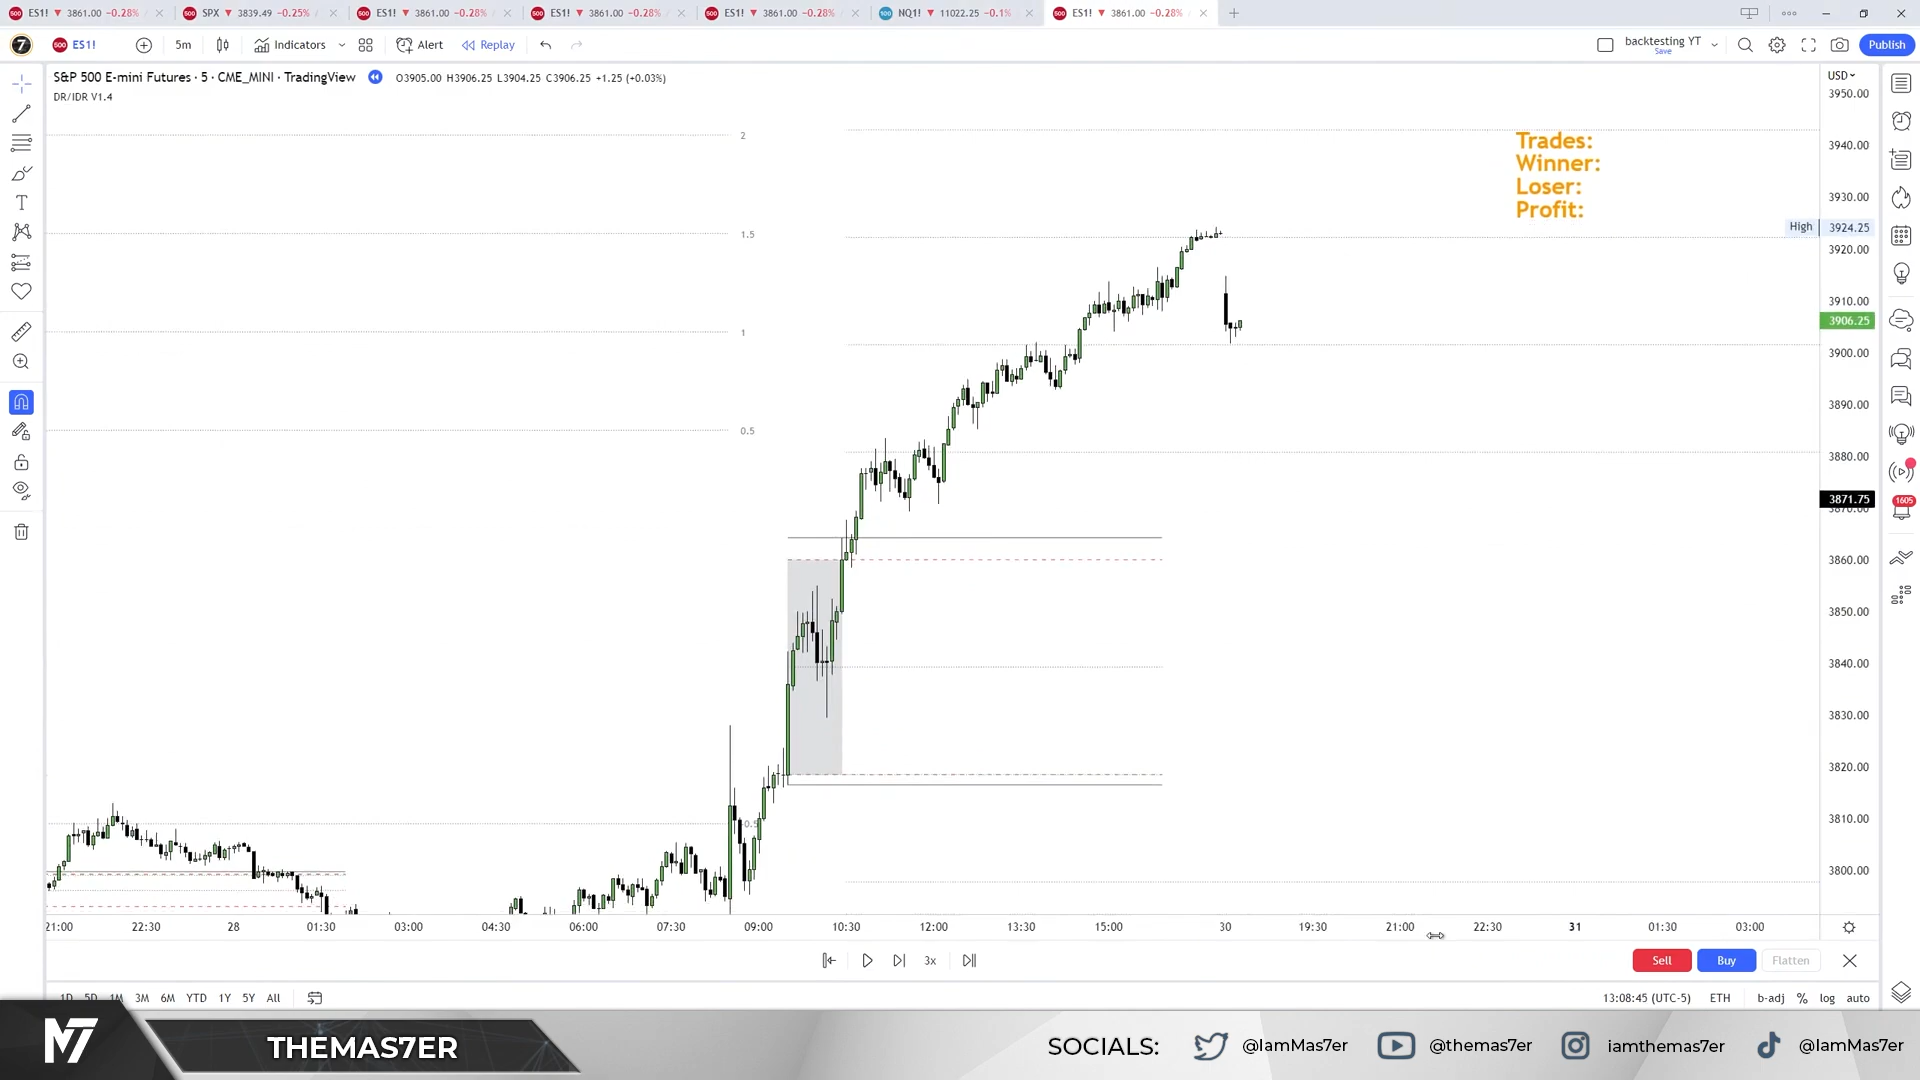 ES1! ▼ 3861.00 −0.28%
SPX ▼ 3839.49 −0.25%
ES1! ▼ 3861.00 −0.28%
ES1! ▼ 3861.00 −0.28%
ES1! ▼ 3861.00 −0.28%
NQ1! ▼ 11022.25 −0.1%
ES1! ▼ 3861.00 −0.28%
7 500 ES1! 5m Indicators Alert Replay backtesting YT Save Publish
S&P 500 E-mini Futures · 5 · CME_MINI · TradingView O3905.00 H3906.25 L3904.25 C3906.25 +1.25 (+0.03%)
DR/IDR V1.4
USD
3950.00
2
Trades:
Winner:
Loser:
Profit:
3940.00
3930.00
High 3924.25
1.5
3920.00
3910.00
3906.25
1
3900.00
3890.00
0.5
3880.00
3871.75
3870.00
1605
3860.00
3850.00
3840.00
3830.00
3820.00
3810.00
3800.00
21:00 22:30 28 01:30 03:00 04:30 06:00 07:30 09:00 10:30 12:00 13:30 15:00 30 19:30 21:00 22:30 31 01:30 03:00
3x
Sell Buy Flatten
1D 5D 1M 3M 6M YTD 1Y 5Y All
13:08:45 (UTC-5) ETH b-adj % log auto
M7 THEMAS7ER SOCIALS: @IamMas7er @themas7er iamthemas7er @IamMas7er